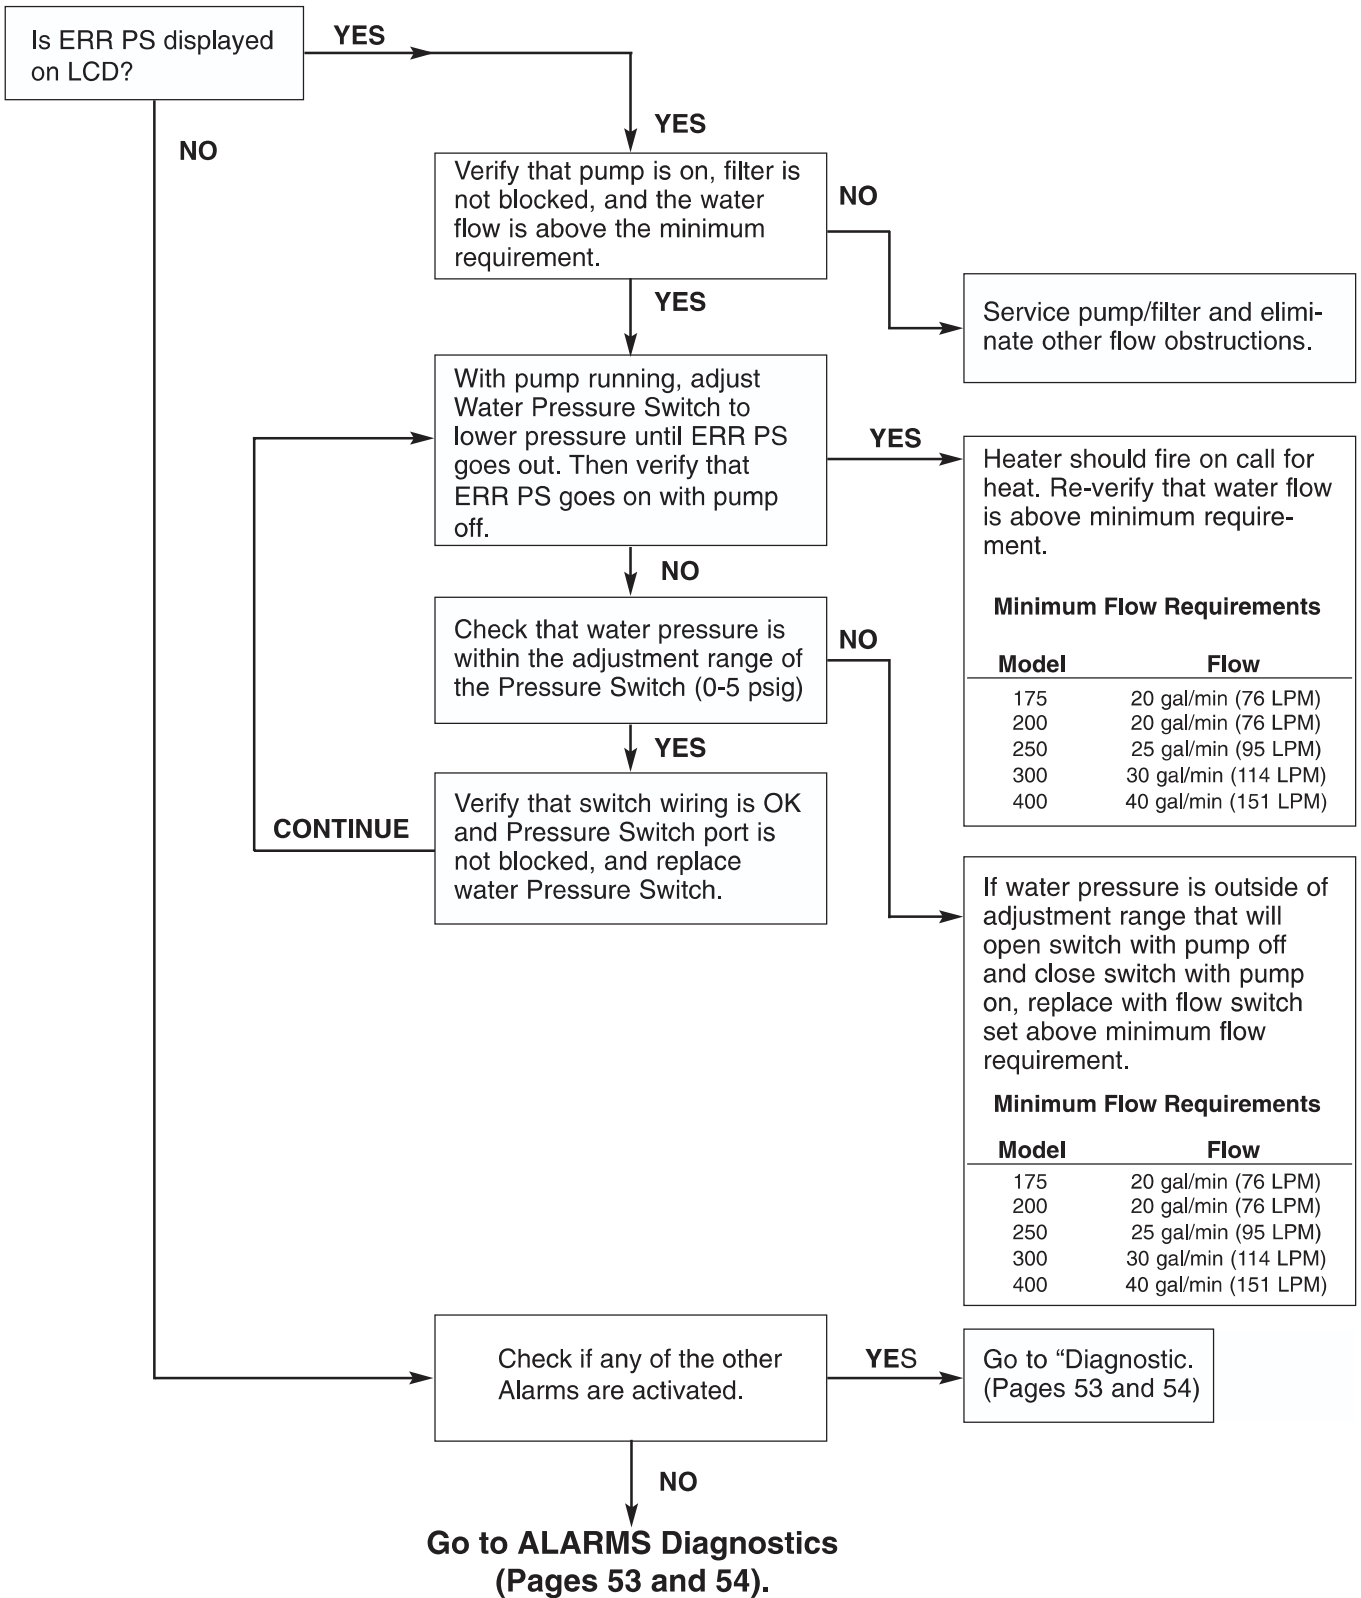 Is ERR PS displayed
on LCD?
YES
NO
YES
Verify that pump is on, filter is
not blocked, and the water
flow is above the minimum
requirement.
NO
YES
Service pump/filter and elimi-
nate other flow obstructions.
With pump running, adjust
Water Pressure Switch to
lower pressure until ERR PS
goes out. Then verify that
ERR PS goes on with pump
off.
YES
Heater should fire on call for
heat. Re-verify that water flow
is above minimum require-
ment.
Minimum Flow Requirements
Model Flow
175 20 gal/min (76 LPM)
200 20 gal/min (76 LPM)
250 25 gal/min (95 LPM)
300 30 gal/min (114 LPM)
400 40 gal/min (151 LPM)
NO
Check that water pressure is
within the adjustment range of
the Pressure Switch (0-5 psig)
NO
YES
Verify that switch wiring is OK
and Pressure Switch port is
not blocked, and replace
water Pressure Switch.
CONTINUE
If water pressure is outside of
adjustment range that will
open switch with pump off
and close switch with pump
on, replace with flow switch
set above minimum flow
requirement.
Minimum Flow Requirements
Model Flow
175 20 gal/min (76 LPM)
200 20 gal/min (76 LPM)
250 25 gal/min (95 LPM)
300 30 gal/min (114 LPM)
400 40 gal/min (151 LPM)
Check if any of the other
Alarms are activated.
YES
Go to “Diagnostic.
(Pages 53 and 54)
NO
Go to ALARMS Diagnostics
(Pages 53 and 54).